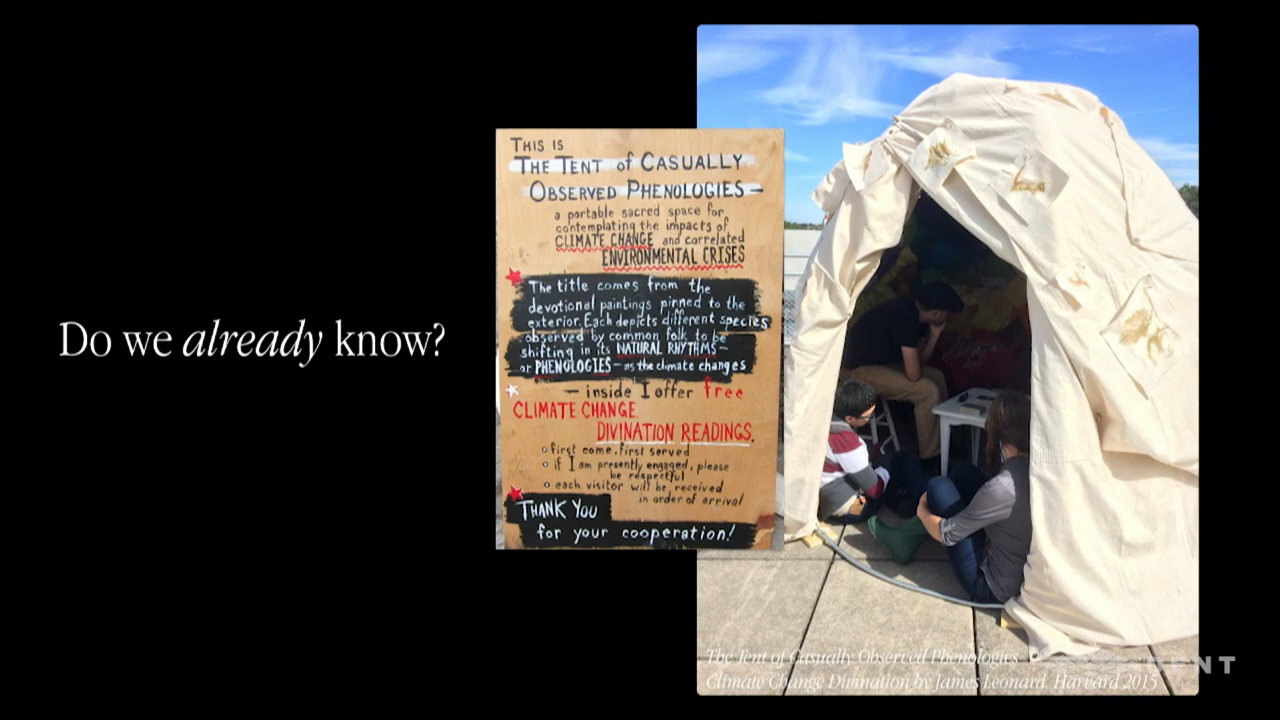 Do we already know?
THIS IS
THE TENT of CASUALLY
OBSERVED PHENOLOGIES —
a portable sacred space for
contemplating the impacts of
CLIMATE CHANGE and correlated
ENVIRONMENTAL CRISES
The title comes from the
devotional paintings pinned to the
exterior. Each depicts different species
observed by common folk to be
shifting in its NATURAL RHYTHMS —
or PHENOLOGIES — as the climate changes
— inside I offer free
CLIMATE CHANGE
DIVINATION READINGS.
first come, first served
if I am presently engaged, please
be respectful
each visitor will be received
in order of arrival
THANK YOU
for your cooperation!
The Tent of Casually Observed Phenologies
Climate Change Divination by James Leonard. Harvard 2015